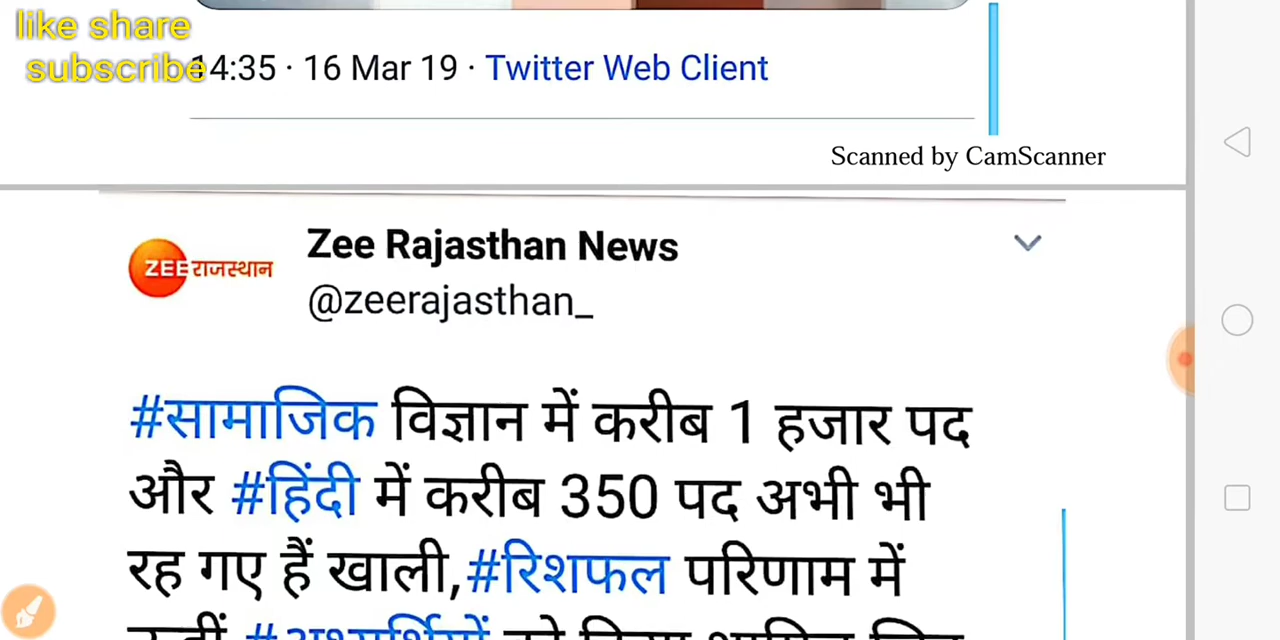 like share
subscribe
14:35 · 16 Mar 19 · Twitter Web Client
Scanned by CamScanner
ZEE राजस्थान
Zee Rajasthan News
@zeerajasthan_
#सामाजिक विज्ञान में करीब 1 हजार पद
और #हिंदी में करीब 350 पद अभी भी
रह गए हैं खाली,#रिशफल परिणाम में